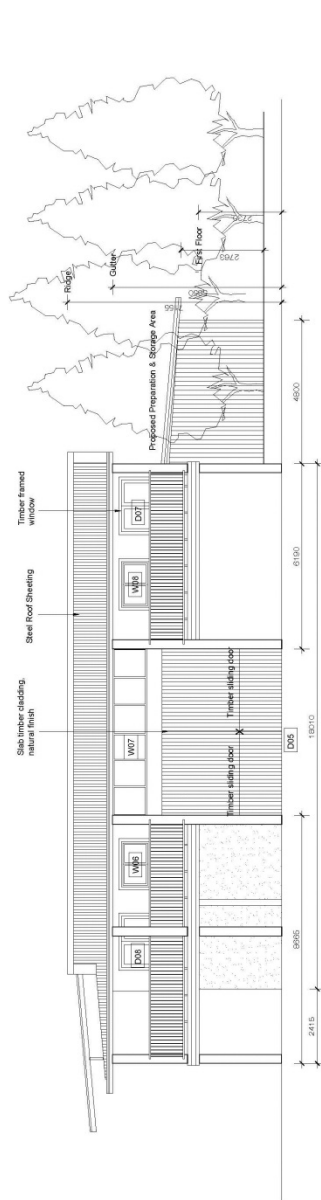 Slab timber cladding,
natural finish
Steel Roof Sheeting
Timber framed
window
Ridge
Gutter
First Floor
Proposed Preparation & Storage Area
D08
W06
W07
W08
D07
Timber sliding door
Timber sliding door
X
D05
2763
2415
6190
4900
18010